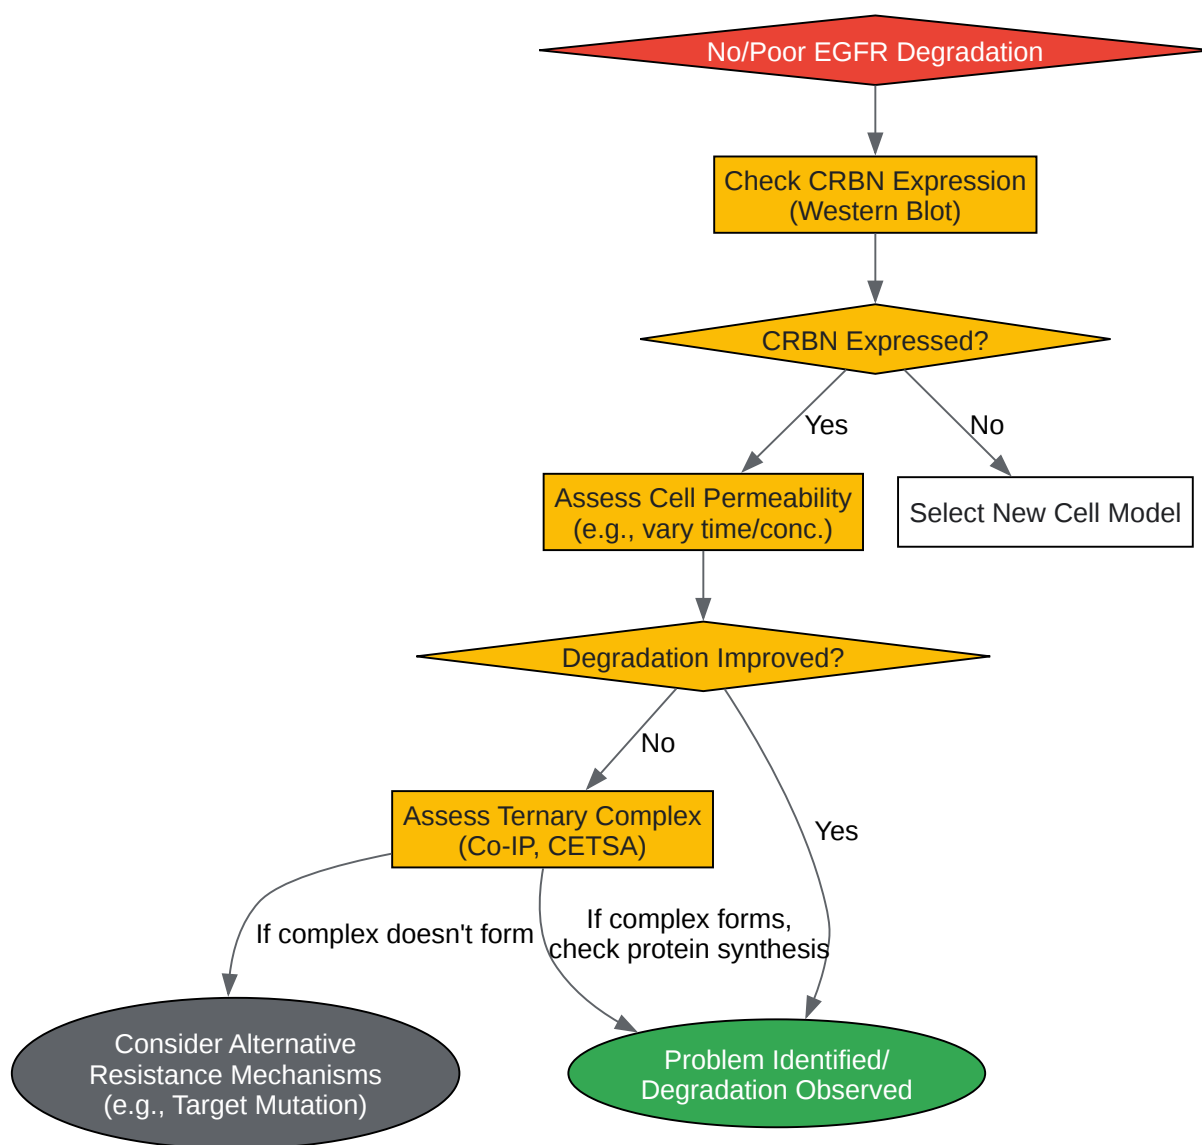 No/Poor EGFR Degradation
Check CRBN Expression
(Western Blot)
CRBN Expressed?
Yes
No
Assess Cell Permeability
(e.g., vary time/conc.)
Select New Cell Model
Degradation Improved?
No
Yes
Assess Ternary Complex
(Co-IP, CETSA)
If complex doesn't form
If complex forms,
check protein synthesis
Consider Alternative
Resistance Mechanisms
(e.g., Target Mutation)
Problem Identified/
Degradation Observed